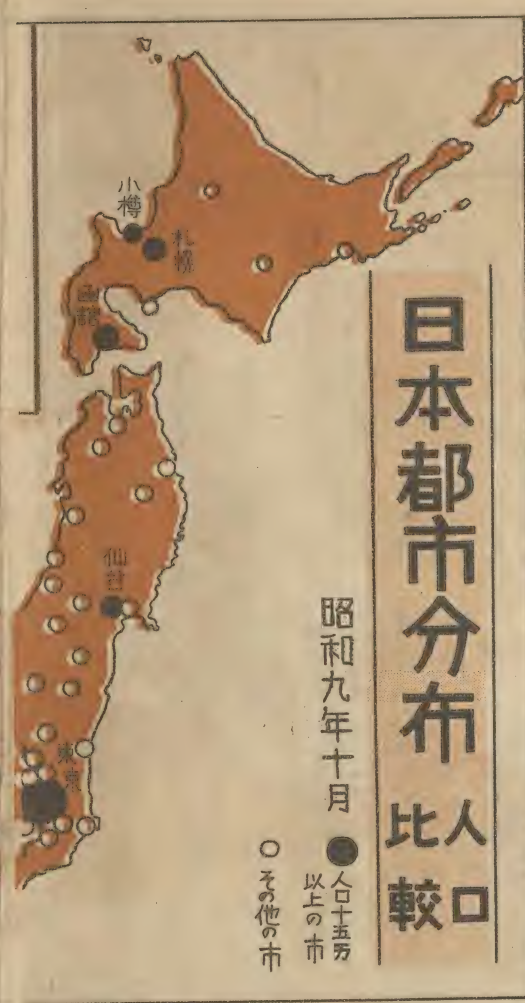 日本都市分布
人口
比較
昭和九年十月
人口十五万
以上の市
その他の市
小樽
札幌
函館
仙台
東京